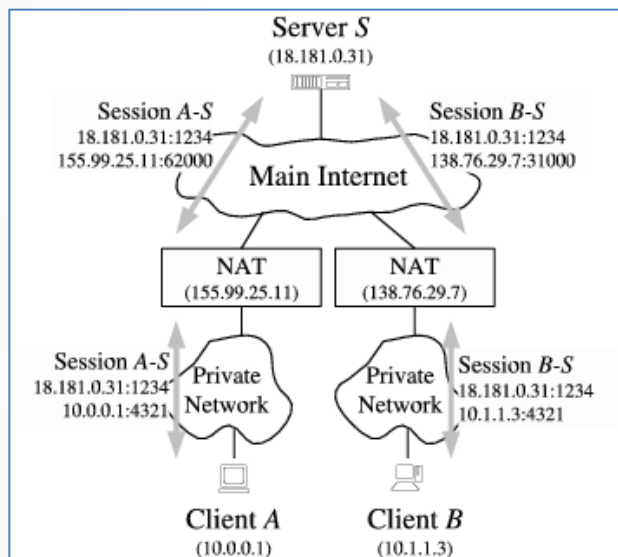 Server S
(18.181.0.31)
Session A-S
18.181.0.31:1234
155.99.25.11:62000
Session B-S
18.181.0.31:1234
138.76.29.7:31000
Main Internet
NAT
(155.99.25.11)
NAT
(138.76.29.7)
Session A-S
18.181.0.31:1234
10.0.0.1:4321
Private
Network
Private
Network
Session B-S
18.181.0.31:1234
10.1.1.3:4321
Client A
(10.0.0.1)
Client B
(10.1.1.3)